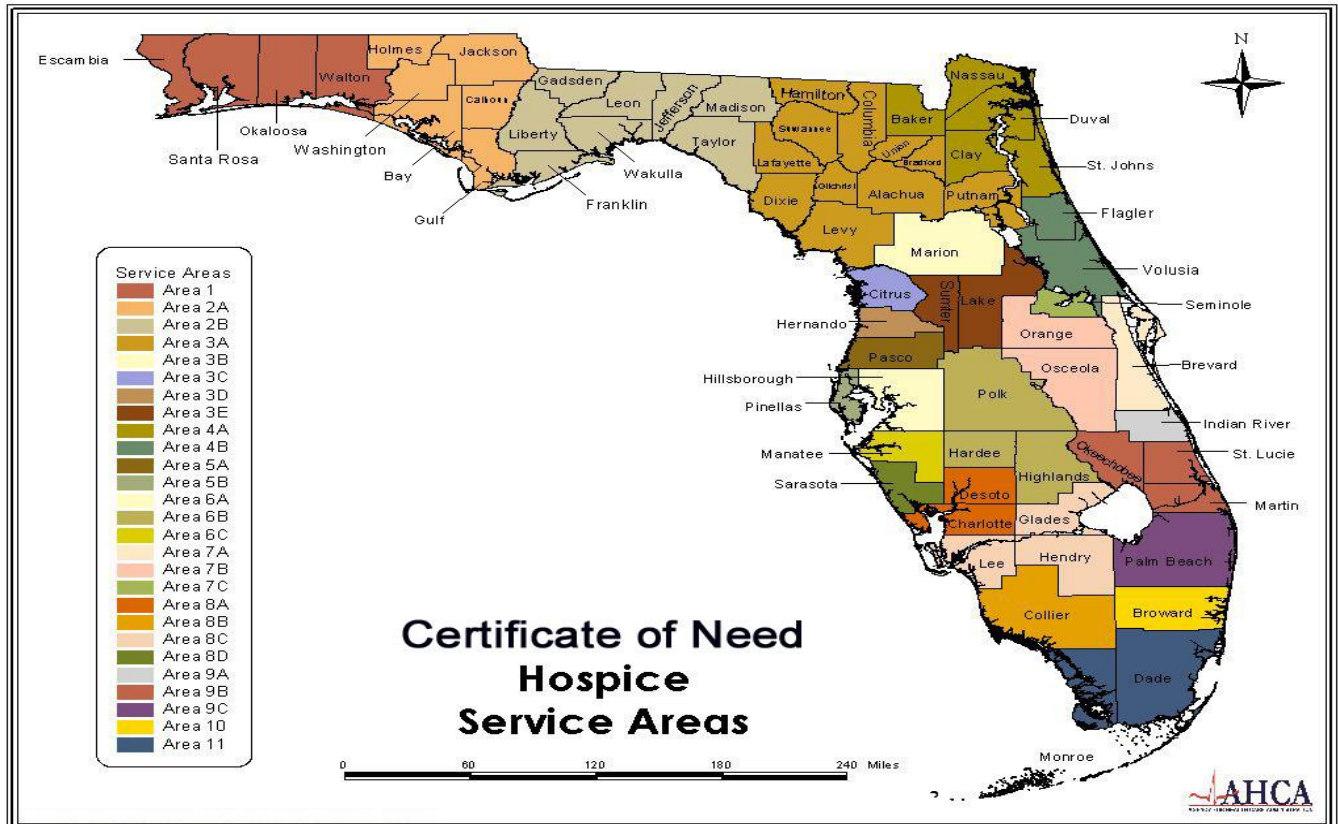 N
Escambia
Holmes
Jackson
Walton
Gadsden
Leon
Jefferson
Madison
Hamilton
Columbia
Nassau
Baker
Duval
Okaloosa
Calhoun
Santa Rosa
Washington
Liberty
Taylor
Suwannee
Union
Bradford
Clay
St. Johns
Lafayette
Bay
Wakulla
Gulf
Franklin
Dixie
Gilchrist
Alachua
Putnam
Flagler
Levy
Marion
Volusia
Citrus
Sumter
Lake
Seminole
Hernando
Orange
Pasco
Osceola
Brevard
Hillsborough
Pinellas
Polk
Indian River
Manatee
Hardee
Okeechobee
St. Lucie
Sarasota
Highlands
Desoto
Martin
Charlotte
Glades
Lee
Hendry
Palm Beach
Collier
Broward
Dade
Monroe
Service Areas
Area 1
Area 2A
Area 2B
Area 3A
Area 3B
Area 3C
Area 3D
Area 3E
Area 4A
Area 4B
Area 5A
Area 5B
Area 6A
Area 6B
Area 6C
Area 7A
Area 7B
Area 7C
Area 8A
Area 8B
Area 8C
Area 8D
Area 9A
Area 9B
Area 9C
Area 10
Area 11
Certificate of Need
Hospice
Service Areas
0 60 120 180 240 Miles
AHCA
AGENCY FOR HEALTH CARE ADMINISTRATION